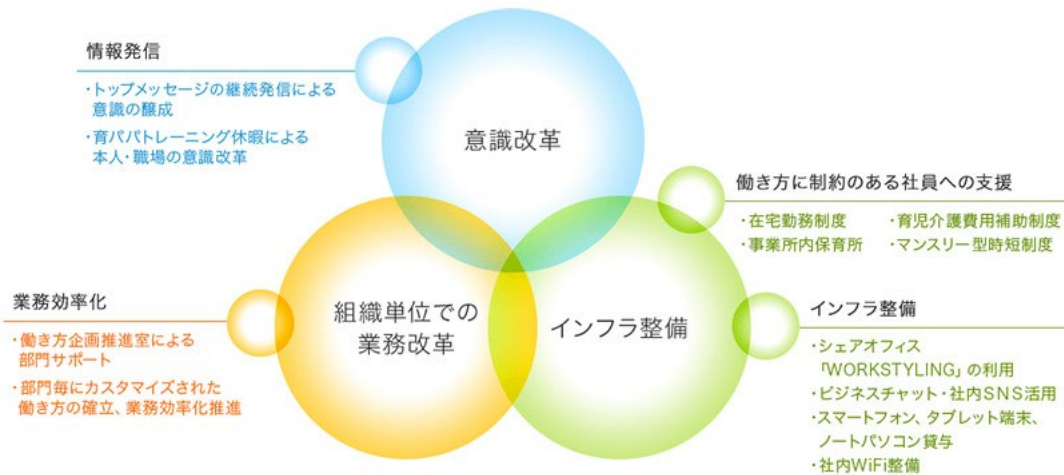 情報発信
・トップメッセージの継続発信による
意識の醸成
・育パパトレーニング休暇による
本人・職場の意識改革
意識改革
働き方に制約のある社員への支援
・在宅勤務制度 ・育児介護費用補助制度
・事業所内保育所 ・マンスリー型時短制度
業務効率化
・働き方企画推進室による
部門サポート
・部門毎にカスタマイズされた
働き方の確立、業務効率化推進
組織単位での
業務改革
インフラ整備
インフラ整備
・シェアオフィス
「WORKSTYLING」の利用
・ビジネスチャット・社内SNS活用
・スマートフォン、タブレット端末、
ノートパソコン貸与
・社内WiFi整備